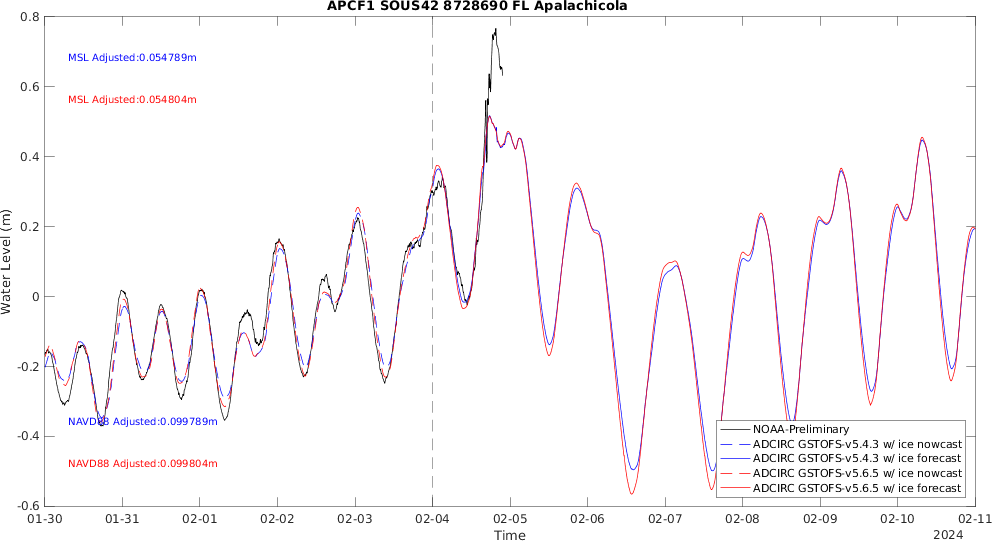 APCF1 SOUS42 8728690 FL Apalachicola
MSL Adjusted:0.054789m
MSL Adjusted:0.054804m
NAVD88 Adjusted:0.099789m
NAVD88 Adjusted:0.099804m
Water Level (m)
0.8
0.6
0.4
0.2
0
-0.2
-0.4
-0.6
NOAA-Preliminary
ADCIRC GSTOFS-v5.4.3 w/ ice nowcast
ADCIRC GSTOFS-v5.4.3 w/ ice forecast
ADCIRC GSTOFS-v5.6.5 w/ ice nowcast
ADCIRC GSTOFS-v5.6.5 w/ ice forecast
01-30 01-31 02-01 02-02 02-03 02-04 02-05 02-06 02-07 02-08 02-09 02-10 02-11
Time
2024